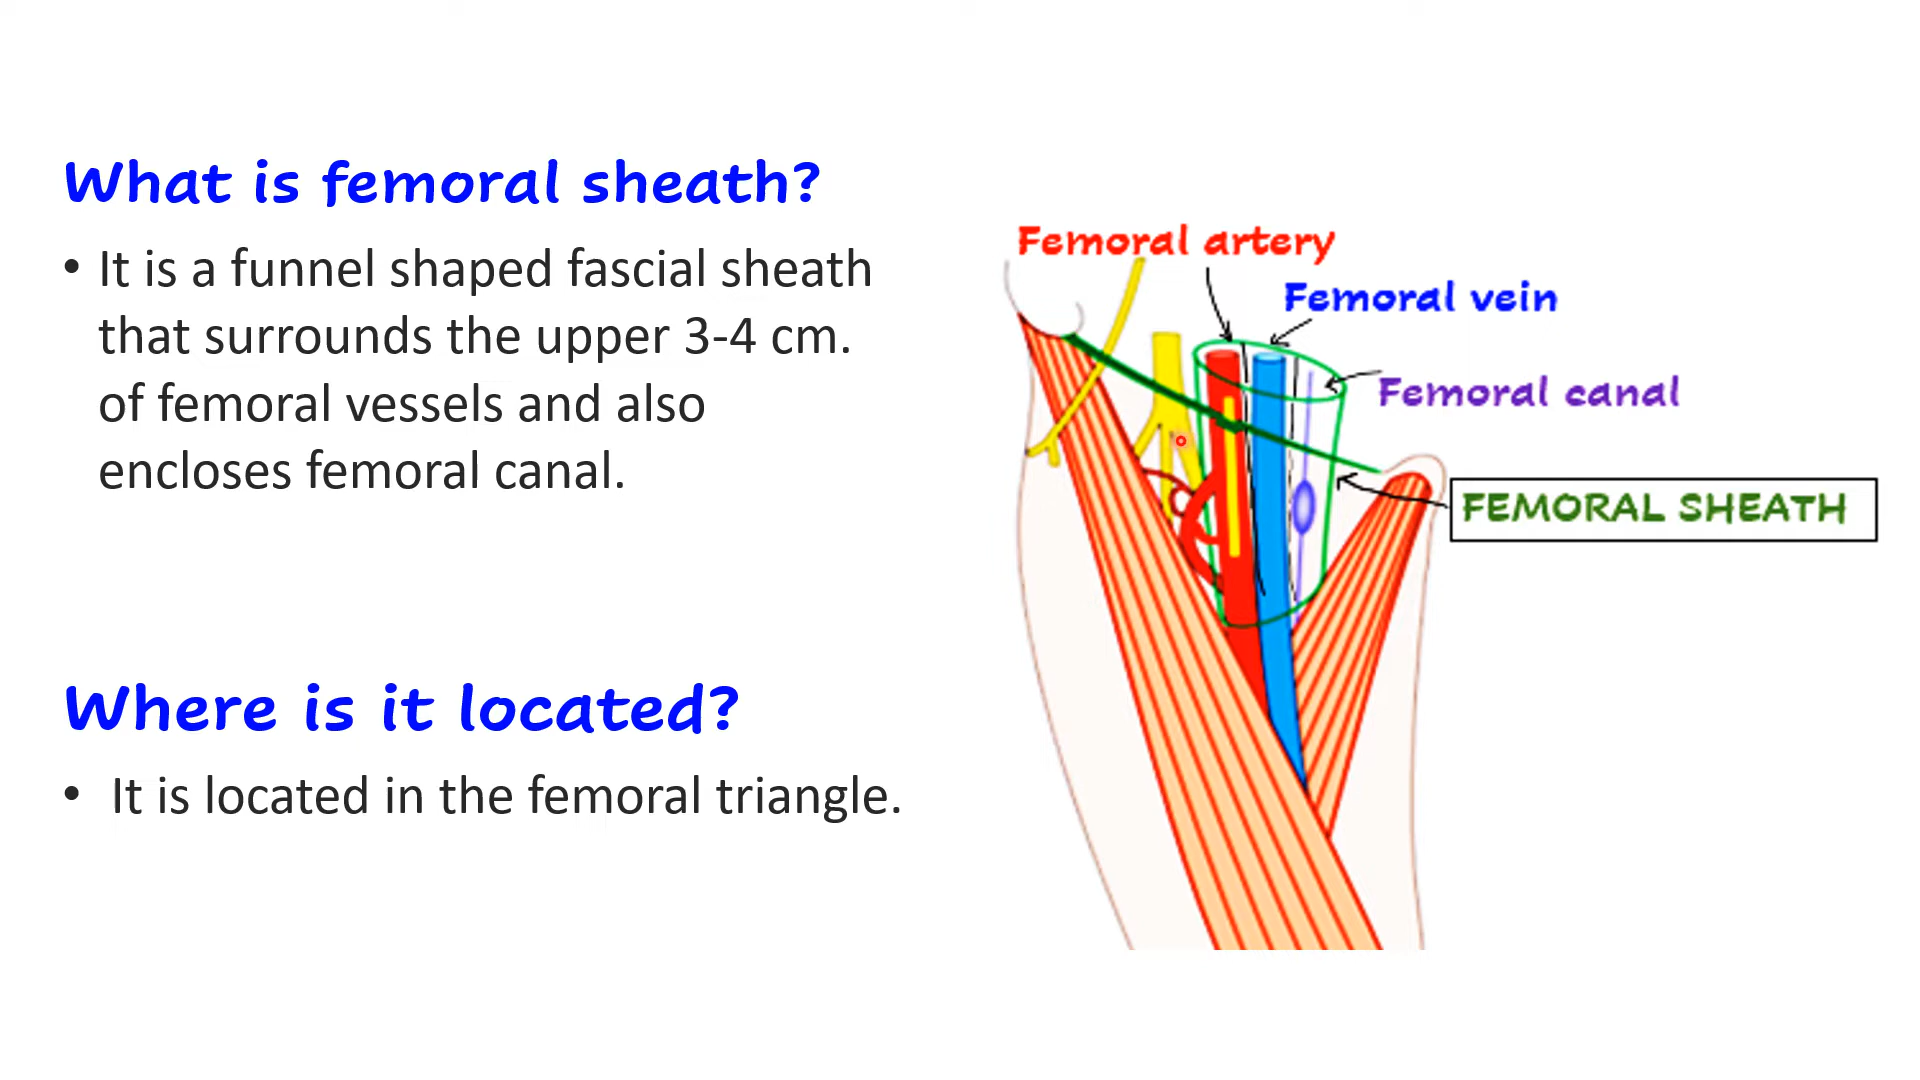 What is femoral sheath?
• It is a funnel shaped fascial sheath
that surrounds the upper 3-4 cm.
of femoral vessels and also
encloses femoral canal.
Where is it located?
• It is located in the femoral triangle.
Femoral artery
Femoral vein
Femoral canal
FEMORAL SHEATH